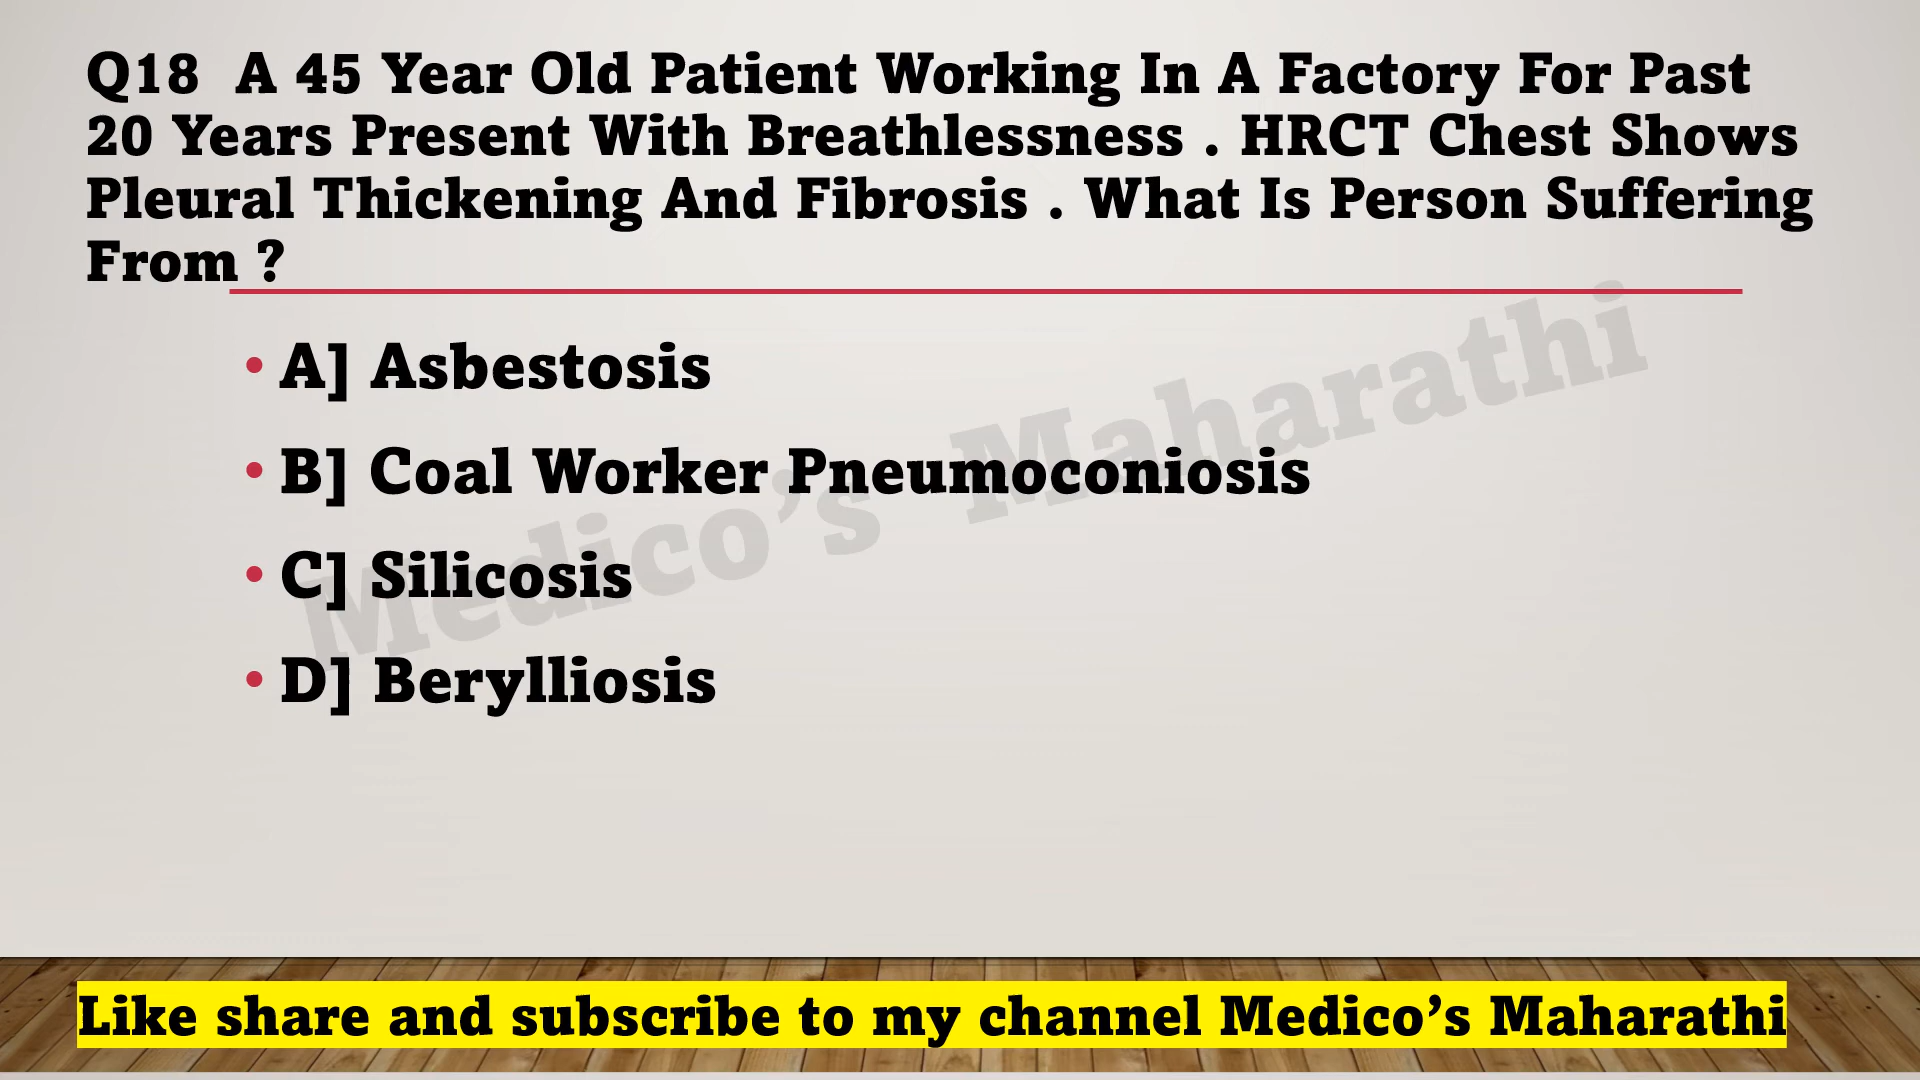 Q18 A 45 Year Old Patient Working In A Factory For Past
20 Years Present With Breathlessness . HRCT Chest Shows
Pleural Thickening And Fibrosis . What Is Person Suffering
From ?
• A] Asbestosis
• B] Coal Worker Pneumoconiosis
• C] Silicosis
• D] Berylliosis
Medico’s Maharathi
Like share and subscribe to my channel Medico’s Maharathi